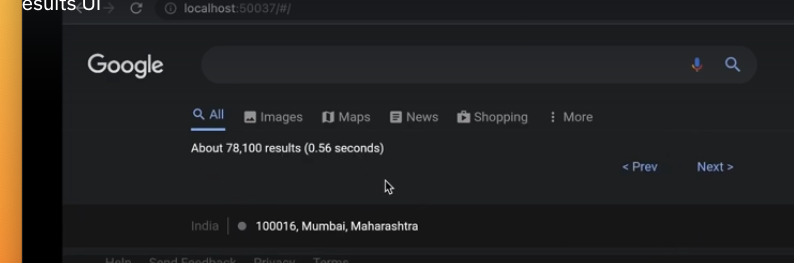 esults UI
localhost:50037/#/
Google
All Images Maps News Shopping More
About 78,100 results (0.56 seconds)
< Prev Next >
India 100016, Mumbai, Maharashtra
Help Send Feedback Privacy Terms